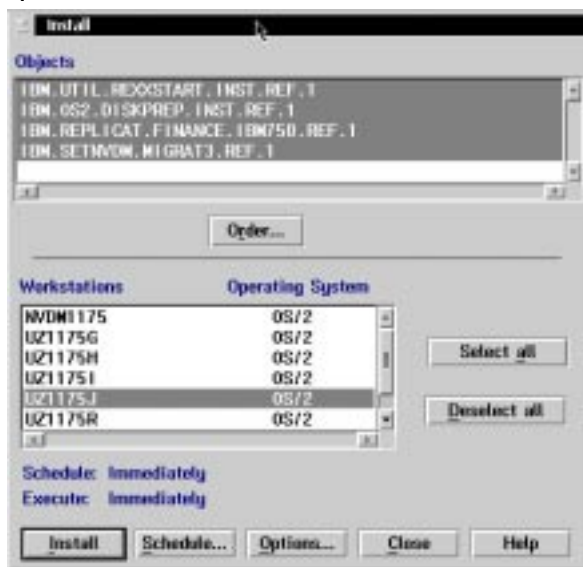 Install
Objects
IBM.UTIL.REXXSTART.INST.REF.1
IBM.OS2.DISKPREP.INST.REF.1
IBM.REPLICAT.FINANCE.IBM750.REF.1
IBM.SETNVDM.MIGRAT3.REF.1
Order...
Workstations Operating System
NVDM1175 OS/2
UZ1175G OS/2
UZ1175H OS/2
UZ1175I OS/2
UZ1175J OS/2
UZ1175R OS/2
Select all
Deselect all
Schedule: Immediately
Execute: Immediately
Install Schedule... Options... Close Help